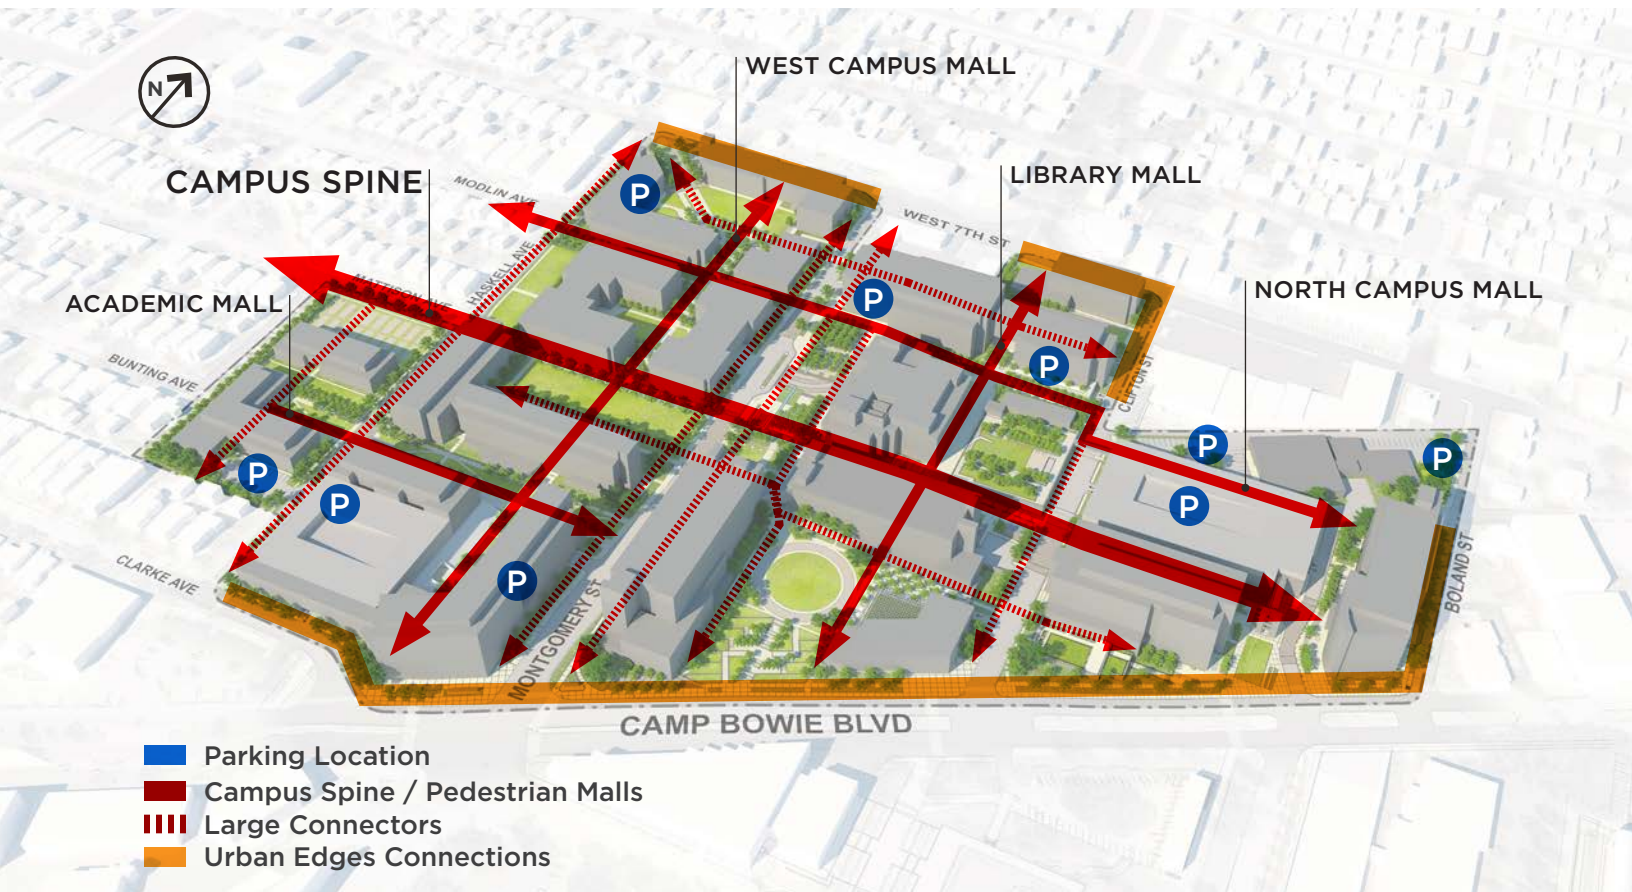 N
WEST CAMPUS MALL
CAMPUS SPINE
MODLIN AVE
LIBRARY MALL
P
WEST 7TH ST
HASKELL AVE
MATTISON AVE
ACADEMIC MALL
NORTH CAMPUS MALL
P
BUNTING AVE
P
CLIFTON ST
P
P
P
P
P
P
CLARKE AVE
P
MONTGOMERY ST
BOLAND ST
CAMP BOWIE BLVD
Parking Location
Campus Spine / Pedestrian Malls
Large Connectors
Urban Edges Connections